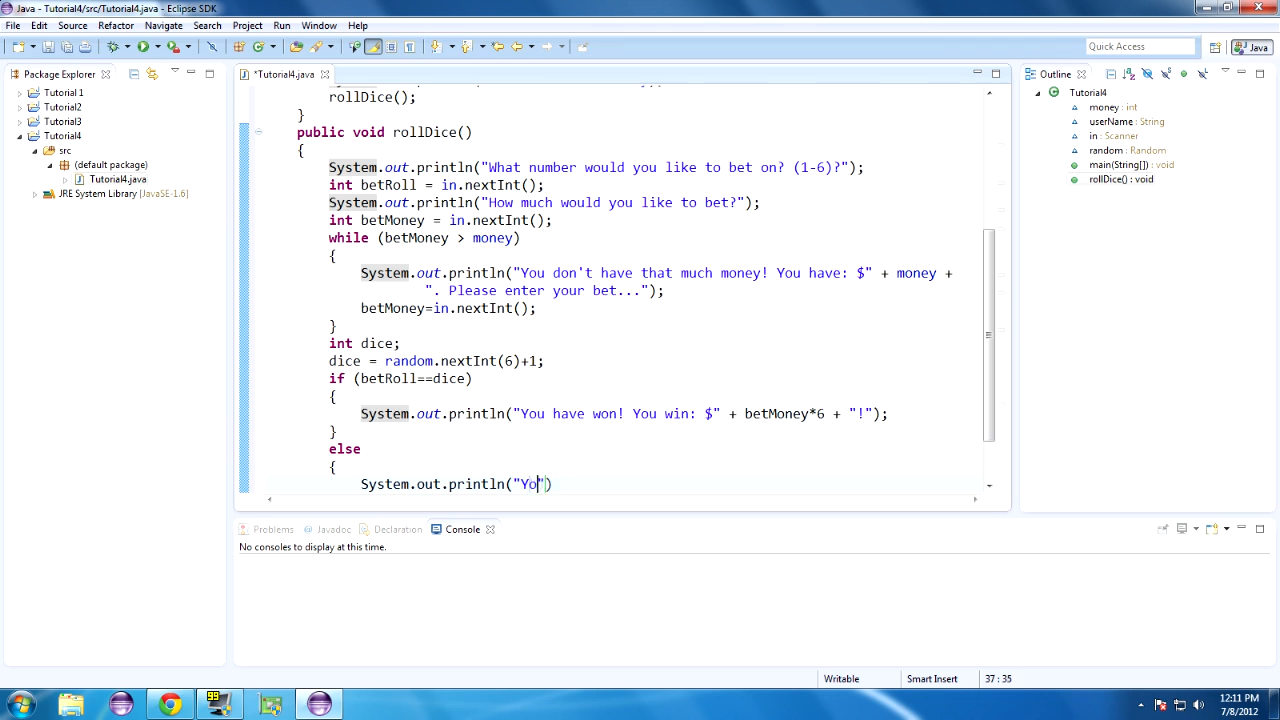 Java - Tutorial4/src/Tutorial4.java - Eclipse SDK
File Edit Source Refactor Navigate Search Project Run Window Help
Quick Access
Java
Package Explorer
*Tutorial4.java
Outline
Tutorial 1
Tutorial2
Tutorial3
Tutorial4
src
(default package)
Tutorial4.java
JRE System Library [JavaSE-1.6]
rollDice();
}
public void rollDice()
{
System.out.println("What number would you like to bet on? (1-6)?");
int betRoll = in.nextInt();
System.out.println("How much would you like to bet?");
int betMoney = in.nextInt();
while (betMoney > money)
{
System.out.println("You don't have that much money! You have: $" + money +
". Please enter your bet...");
betMoney=in.nextInt();
}
int dice;
dice = random.nextInt(6)+1;
if (betRoll==dice)
{
System.out.println("You have won! You win: $" + betMoney*6 + "!");
}
else
{
System.out.println("Yo")
Tutorial4
money : int
userName : String
in : Scanner
random : Random
main(String[]) : void
rollDice() : void
Problems Javadoc Declaration Console
No consoles to display at this time.
Writable Smart Insert 37 : 35
99
12:11 PM
7/8/2012